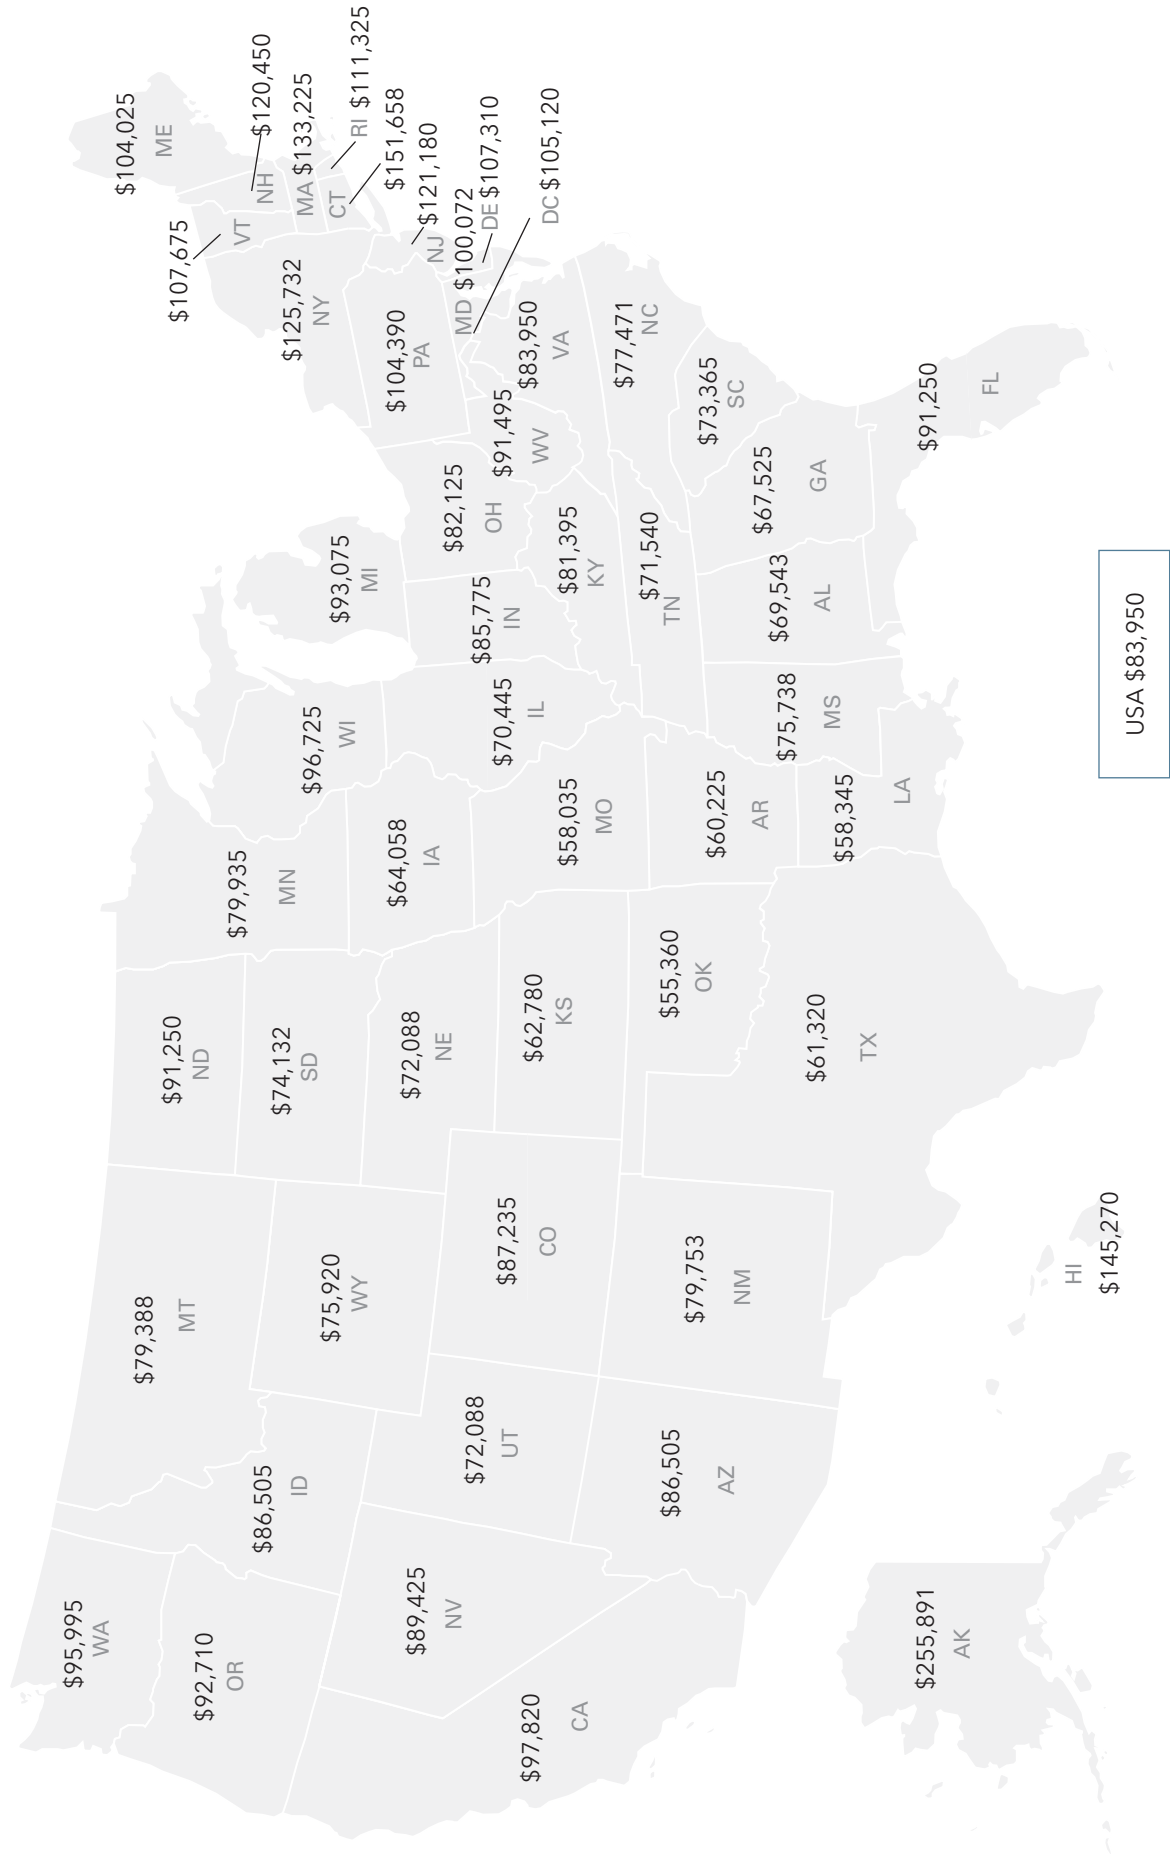 $95,995
WA
$92,710
OR
$97,820
CA
$89,425
NV
$86,505
ID
$79,388
MT
$75,920
WY
$72,088
UT
$86,505
AZ
$87,235
CO
$79,753
NM
$91,250
ND
$74,132
SD
$72,088
NE
$62,780
KS
$55,360
OK
$61,320
TX
$79,935
MN
$64,058
IA
$58,035
MO
$60,225
AR
$58,345
LA
$96,725
WI
$70,445
IL
$75,738
MS
$93,075
MI
$85,775
IN
$82,125
OH
$81,395
KY
$71,540
TN
$69,543
AL
$67,525
GA
$91,250
FL
$73,365
SC
$77,471
NC
$83,950
VA
$91,495
WV
$104,390
PA
$125,732
NY
$107,675
VT
$104,025
ME
NH
$120,450
MA $133,225
RI $111,325
CT
$151,658
NJ
$121,180
MD $100,072
DE $107,310
DC $105,120
$255,891
AK
HI
$145,270
USA $83,950